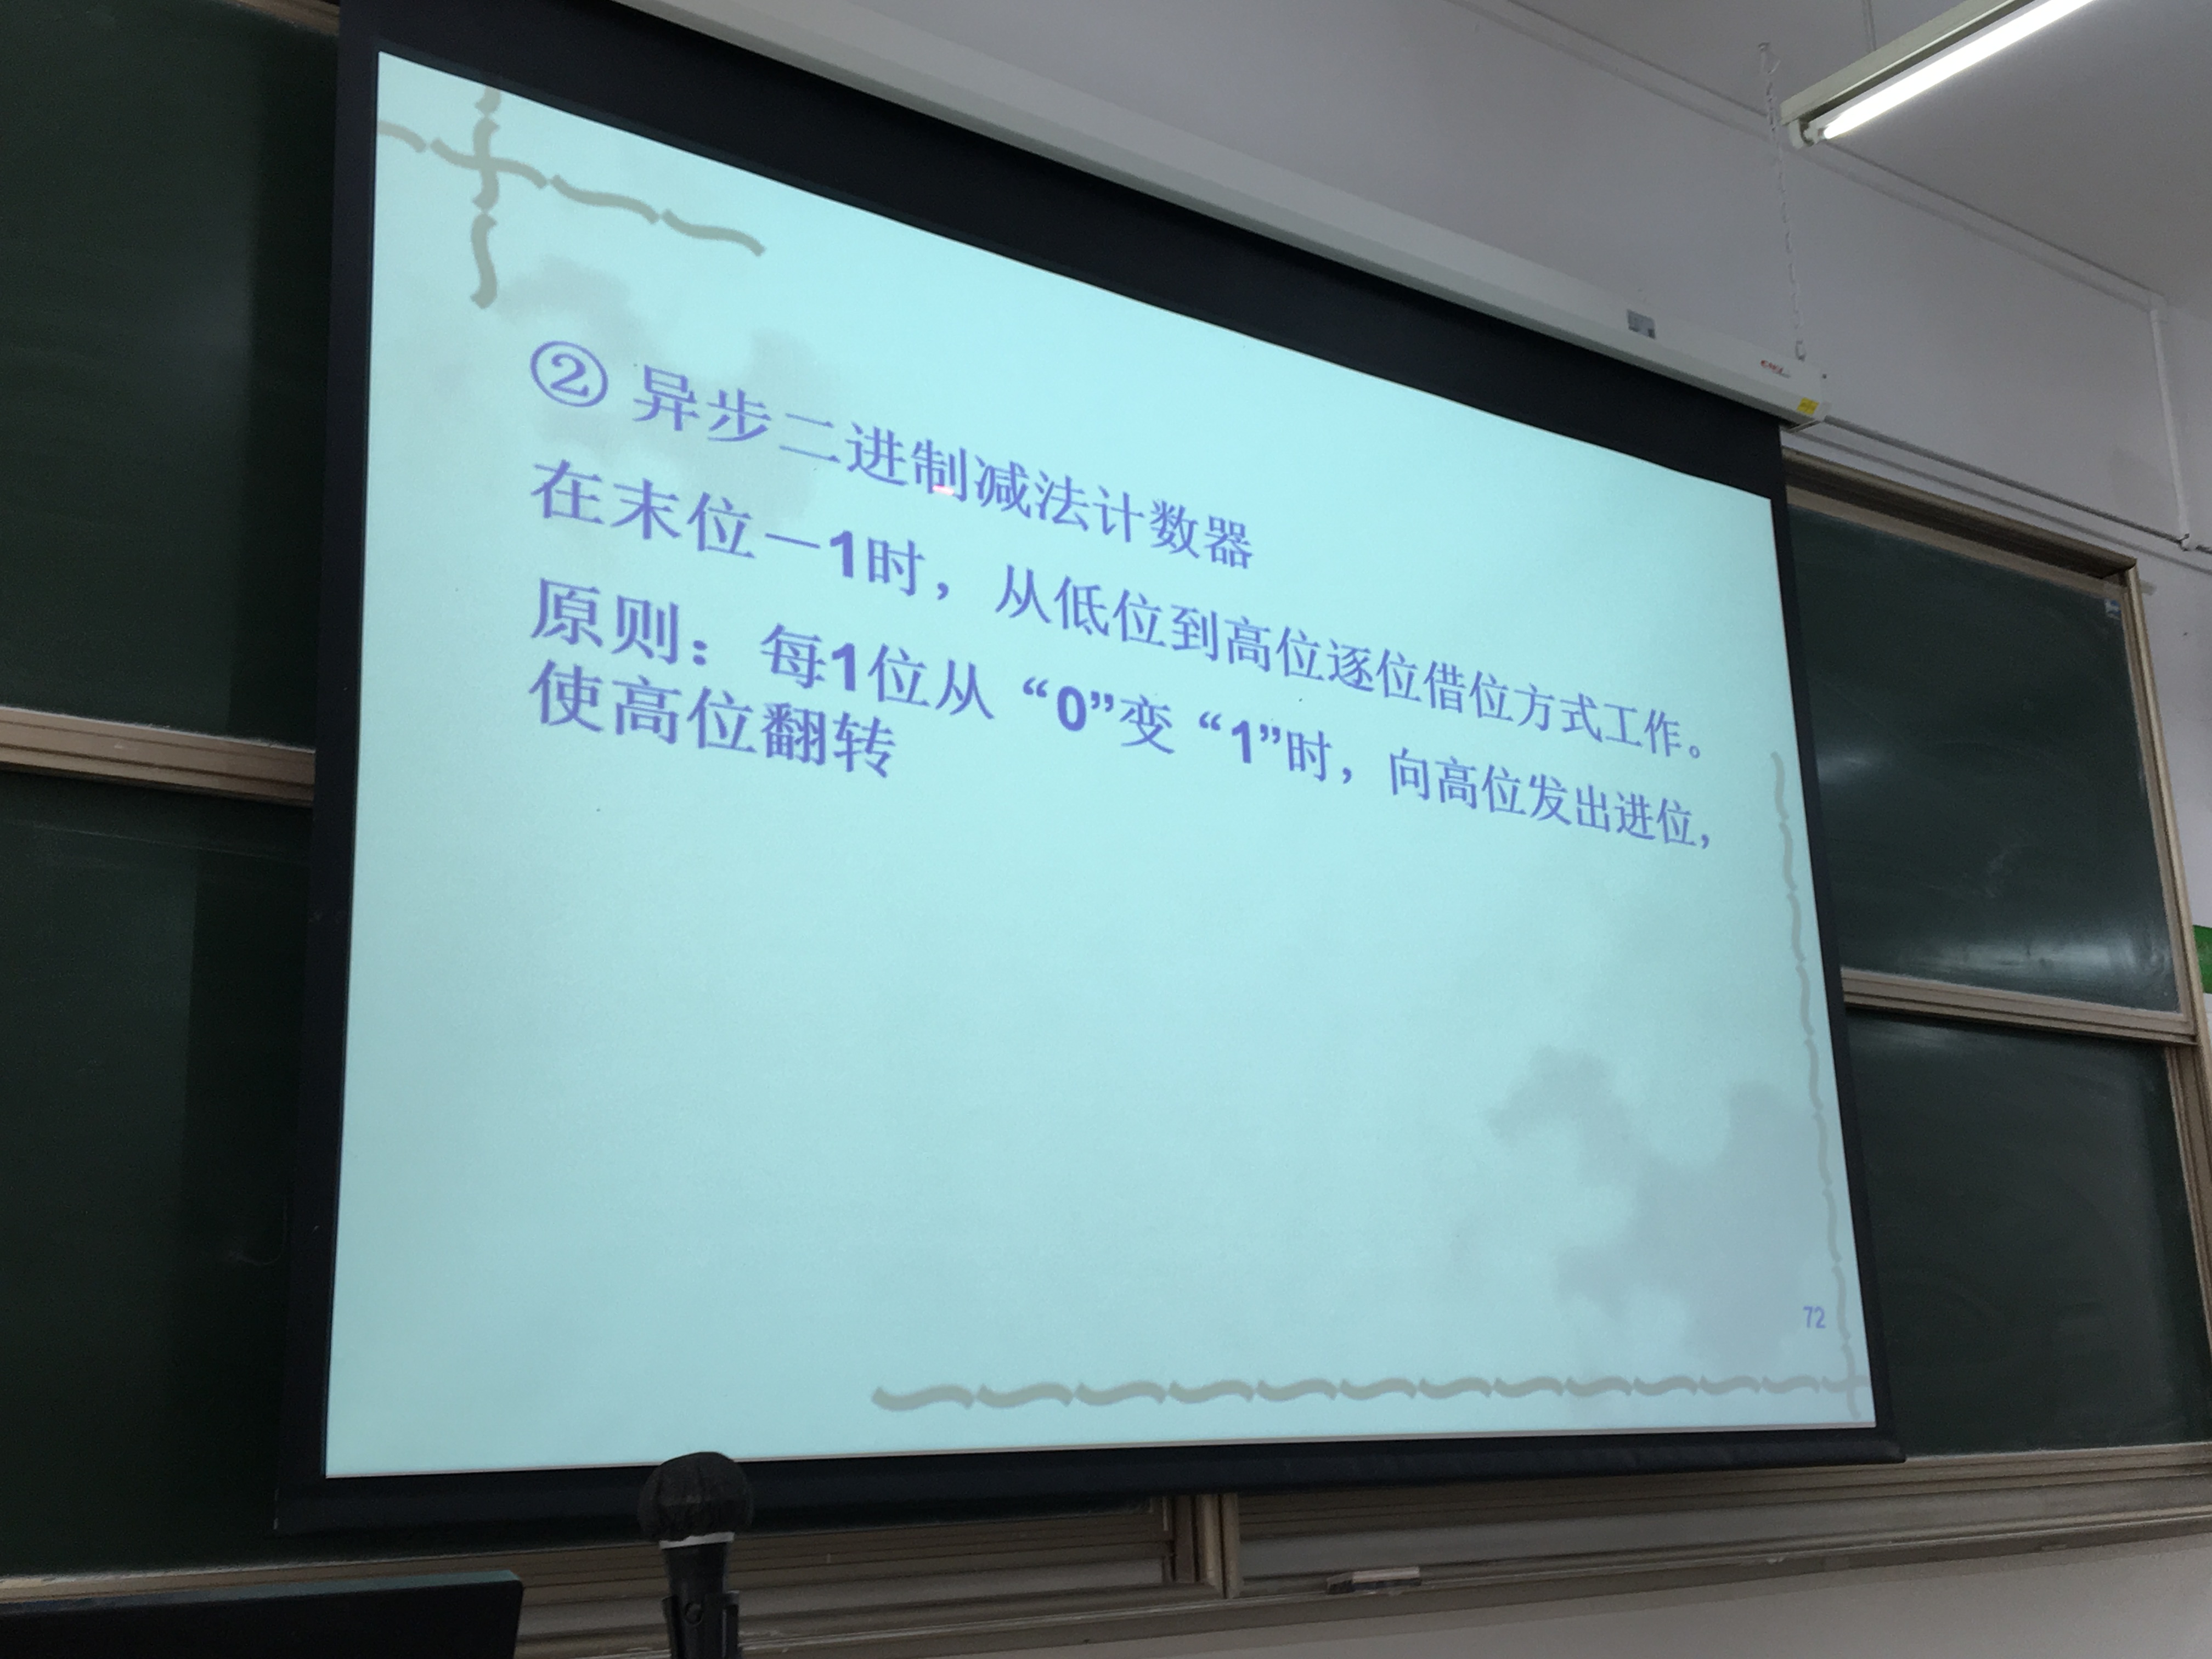 ② 异步二进制减法计数器
在末位－1时，从低位到高位逐位借位方式工作。
原则：每1位从“0”变“1”时，向高位发出进位，
使高位翻转
72